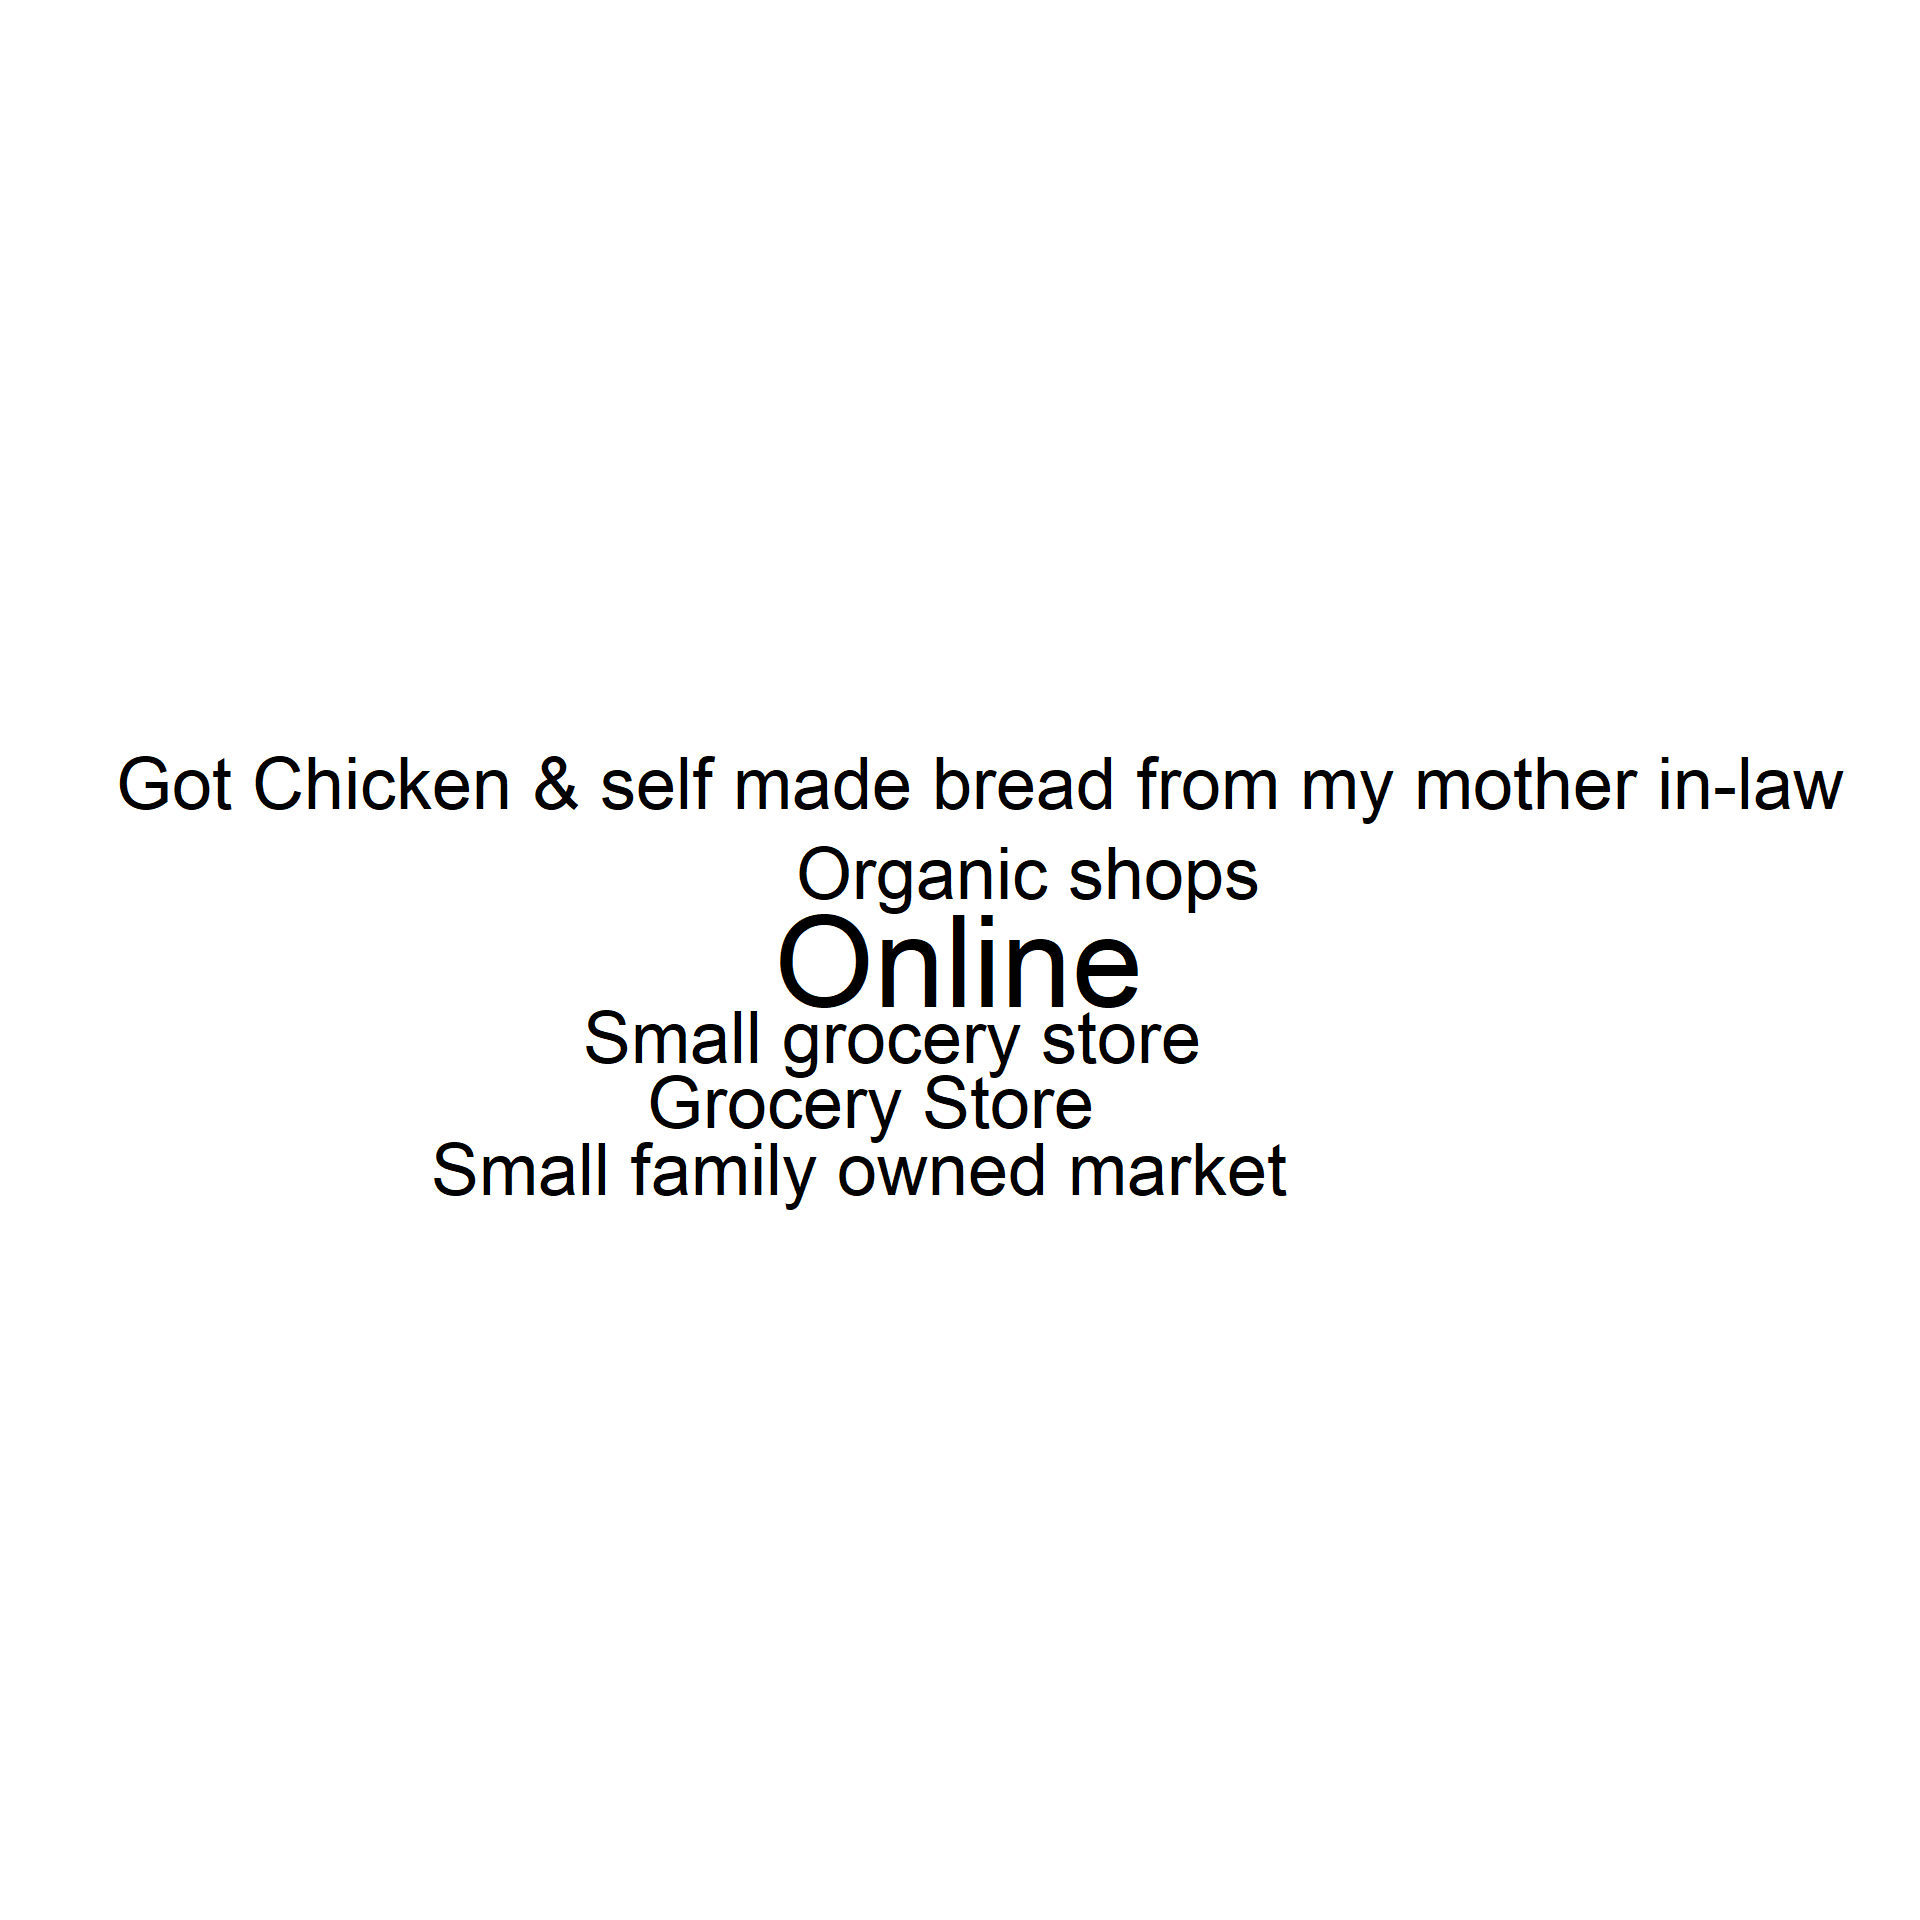 Got Chicken & self made bread from my mother in-law
Organic shops
Online
Small grocery store
Grocery Store
Small family owned market